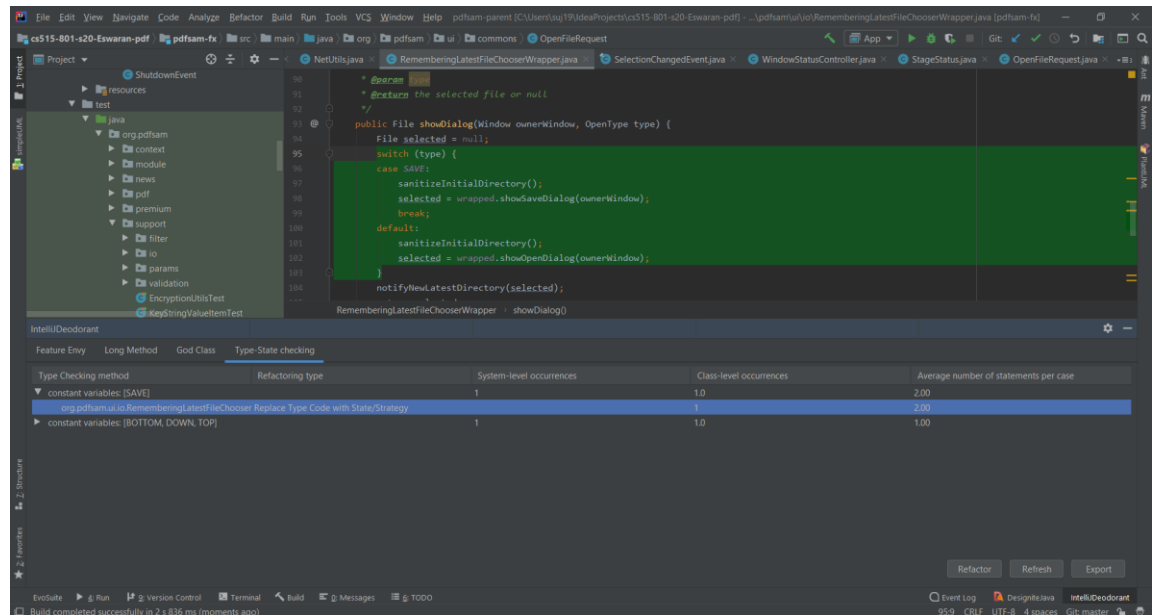 File Edit View Navigate Code Analyze Refactor Build Run Tools VCS Window Help pdfsam-parent [C:\Users\suj19\IdeaProjects\cs515-801-s20-Eswaran-pdf] - ...\pdfsam\ui\io\RememberingLatestFileChooserWrapper.java [pdfsam-fx]
cs515-801-s20-Eswaran-pdf pdfsam-fx src main java org pdfsam ui commons OpenFileRequest App Git:
Project NetUtils.java RememberingLatestFileChooserWrapper.java SelectionChangedEvent.java WindowStatusController.java StageStatus.java OpenFileRequest.java
1: Project
simpleUML
ShutdownEvent
resources
test
java
org.pdfsam
context
module
news
pdf
premium
support
filter
io
params
validation
EncryptionUtilsTest
KeyStringValueItemTest
90 * @param type
91 * @return the selected file or null
92 */
93 @ public File showDialog(Window ownerWindow, OpenType type) {
94 File selected = null;
95 switch (type) {
96 case SAVE:
97 sanitizeInitialDirectory();
98 selected = wrapped.showSaveDialog(ownerWindow);
99 break;
100 default:
101 sanitizeInitialDirectory();
102 selected = wrapped.showOpenDialog(ownerWindow);
103 }
104 notifyNewLatestDirectory(selected);
RememberingLatestFileChooserWrapper showDialog()
Ant
Maven
PlantUML
IntelliJDeodorant
Feature Envy Long Method God Class Type-State checking
Type Checking method Refactoring type System-level occurrences Class-level occurrences Average number of statements per case
constant variables: [SAVE] 1 1.0 2.00
org.pdfsam.ui.io.RememberingLatestFileChooser Replace Type Code with State/Strategy 1 2.00
constant variables: [BOTTOM, DOWN, TOP] 1 1.0 1.00
Z: Structure
2: Favorites
Refactor Refresh Export
EvoSuite 4: Run 9: Version Control Terminal Build 0: Messages 6: TODO Event Log DesigniteJava IntelliJDeodorant
Build completed successfully in 2 s 836 ms (moments ago) 95:9 CRLF UTF-8 4 spaces Git: master